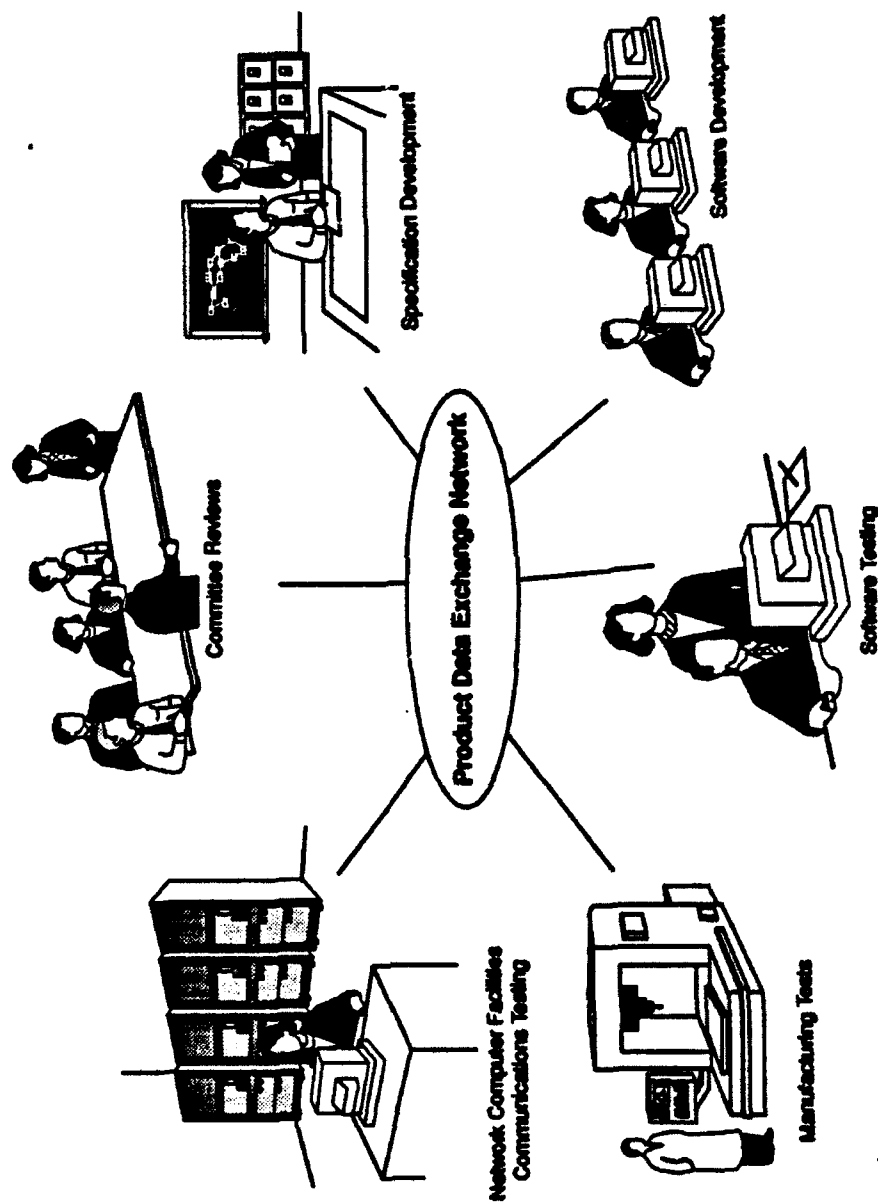 Network Computer Facilities
Communications Testing
Committee Reviews
Specification Development
Product Data Exchange Network
Manufacturing Tests
Software Testing
Software Development